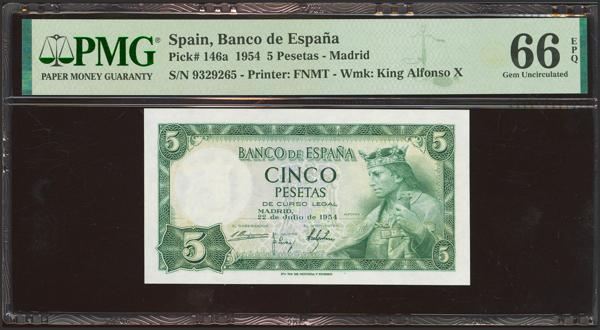 PMG
PAPER MONEY GUARANTY
Spain, Banco de España
Pick# 146a 1954 5 Pesetas - Madrid
S/N 9329265 - Printer: FNMT - Wmk: King Alfonso X
66 EPQ
Gem Uncirculated
5 5
BANCO DE ESPAÑA
CINCO
PESETAS
DE CURSO LEGAL
MADRID,
22 de Julio de 1954
EL GOBERNADOR
5